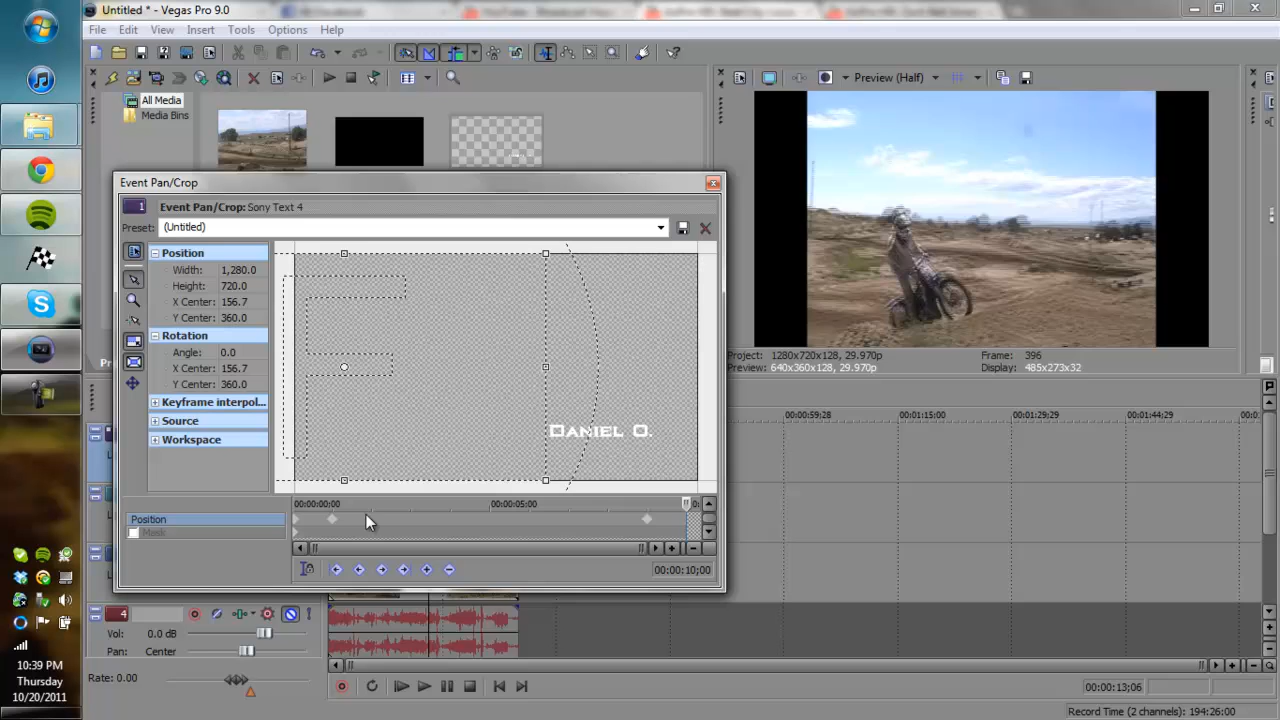 Untitled * - Vegas Pro 9.0
File Edit View Insert Tools Options Help
All Media
Media Bins
Preview (Half)
Event Pan/Crop
Event Pan/Crop: Sony Text 4
Preset: (Untitled)
Position
Width: 1,280.0
Height: 720.0
X Center: 156.7
Y Center: 360.0
Rotation
Angle: 0.0
X Center: 156.7
Y Center: 360.0
Keyframe interpol...
Source
Workspace
Daniel O.
Project: 1280x720x128, 29.970p
Frame: 396
Preview: 640x360x128, 29.970p
Display: 485x273x32
00:00:59;28 00:01:15;00 00:01:29;29 00:01:44;29
00:00:00;00 00:00:05;00
Position
Mask
00:00:10;00
4
Vol: 0.0 dB
Pan: Center
Rate: 0.00
00:00:13;06
Record Time (2 channels): 194:26:00
10:39 PM
Thursday
10/20/2011